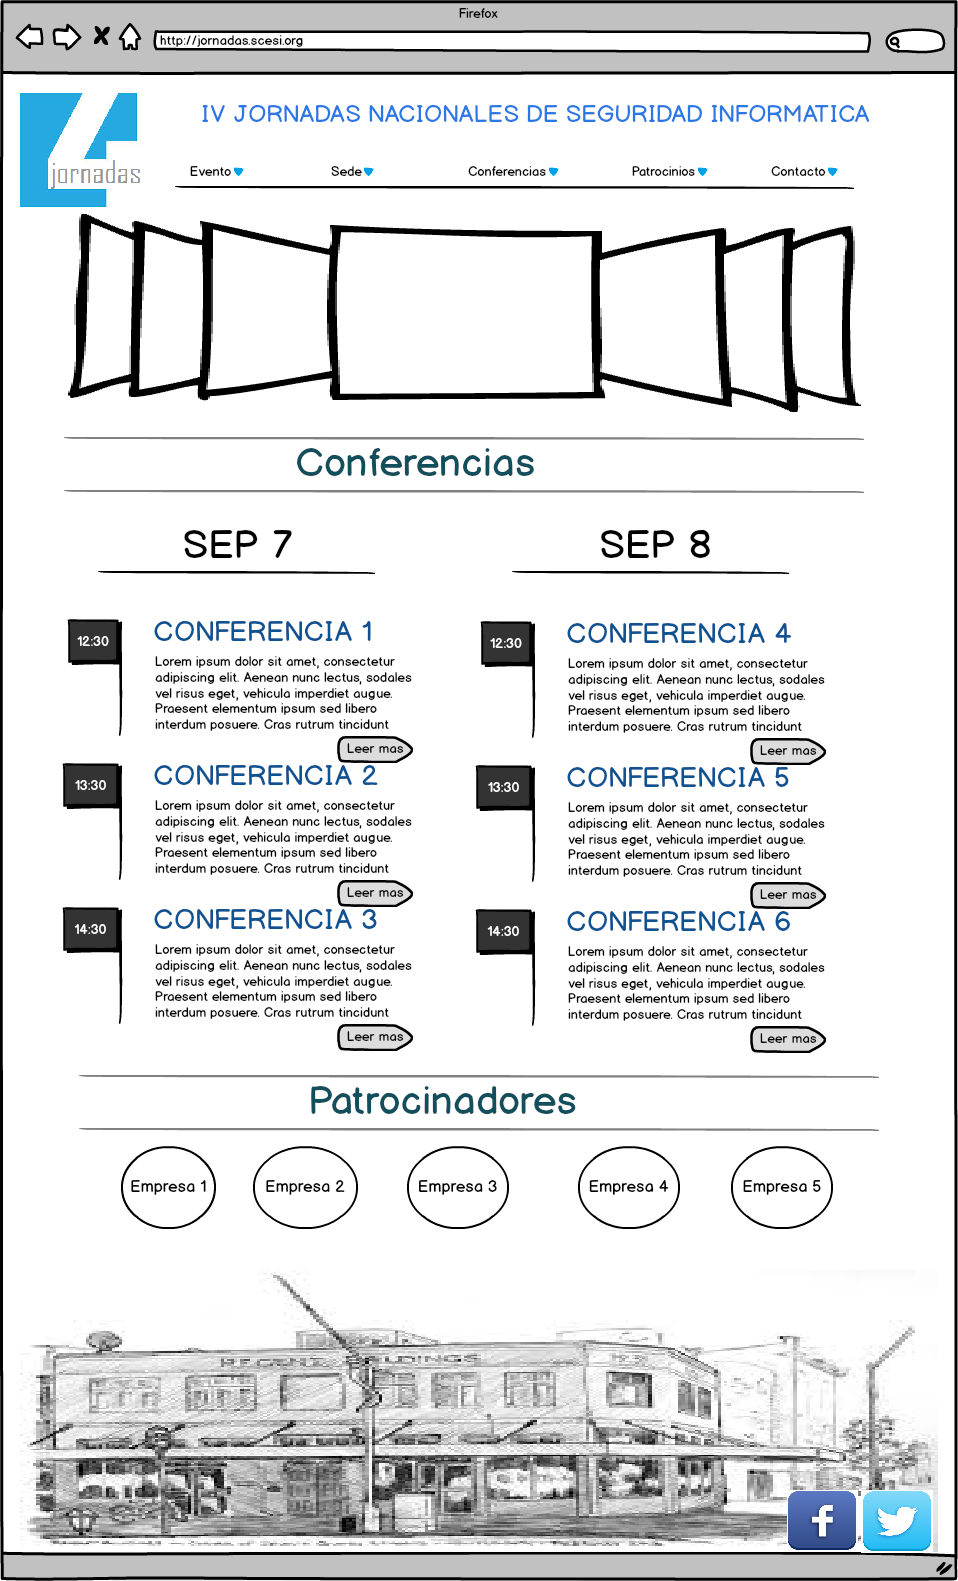 Firefox
http://jornadas.scesi.org
jornadas
IV JORNADAS NACIONALES DE SEGURIDAD INFORMATICA
Evento Sede Conferencias Patrocinios Contacto
Conferencias
SEP 7
12:30
CONFERENCIA 1
Lorem ipsum dolor sit amet, consectetur
adipiscing elit. Aenean nunc lectus, sodales
vel risus eget, vehicula imperdiet augue.
Praesent elementum ipsum sed libero
interdum posuere. Cras rutrum tincidunt
Leer mas
13:30
CONFERENCIA 2
Lorem ipsum dolor sit amet, consectetur
adipiscing elit. Aenean nunc lectus, sodales
vel risus eget, vehicula imperdiet augue.
Praesent elementum ipsum sed libero
interdum posuere. Cras rutrum tincidunt
Leer mas
14:30
CONFERENCIA 3
Lorem ipsum dolor sit amet, consectetur
adipiscing elit. Aenean nunc lectus, sodales
vel risus eget, vehicula imperdiet augue.
Praesent elementum ipsum sed libero
interdum posuere. Cras rutrum tincidunt
Leer mas
SEP 8
12:30
CONFERENCIA 4
Lorem ipsum dolor sit amet, consectetur
adipiscing elit. Aenean nunc lectus, sodales
vel risus eget, vehicula imperdiet augue.
Praesent elementum ipsum sed libero
interdum posuere. Cras rutrum tincidunt
Leer mas
13:30
CONFERENCIA 5
Lorem ipsum dolor sit amet, consectetur
adipiscing elit. Aenean nunc lectus, sodales
vel risus eget, vehicula imperdiet augue.
Praesent elementum ipsum sed libero
interdum posuere. Cras rutrum tincidunt
Leer mas
14:30
CONFERENCIA 6
Lorem ipsum dolor sit amet, consectetur
adipiscing elit. Aenean nunc lectus, sodales
vel risus eget, vehicula imperdiet augue.
Praesent elementum ipsum sed libero
interdum posuere. Cras rutrum tincidunt
Leer mas
Patrocinadores
Empresa 1 Empresa 2 Empresa 3 Empresa 4 Empresa 5